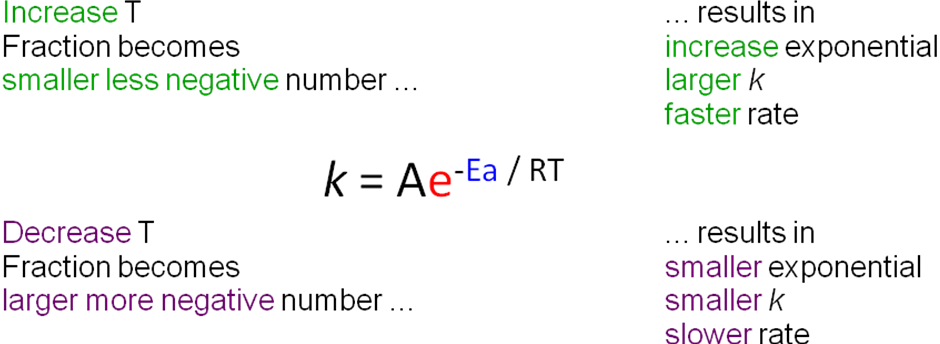 Increase T
Fraction becomes
smaller less negative number ...
... results in
increase exponential
larger k
faster rate
k = Ae^-Ea / RT
Decrease T
Fraction becomes
larger more negative number ...
... results in
smaller exponential
smaller k
slower rate